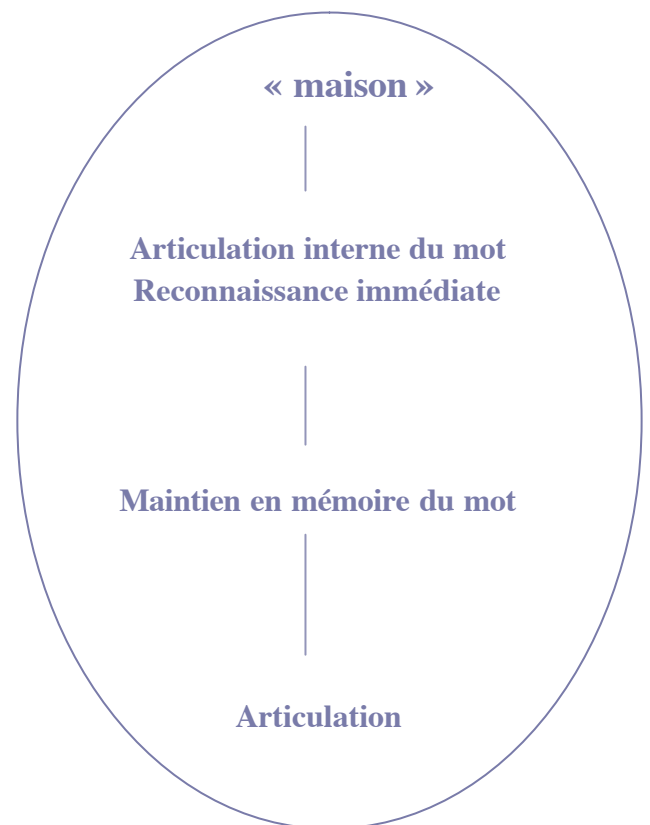 « maison »
Articulation interne du mot
Reconnaissance immédiate
Maintien en mémoire du mot
Articulation